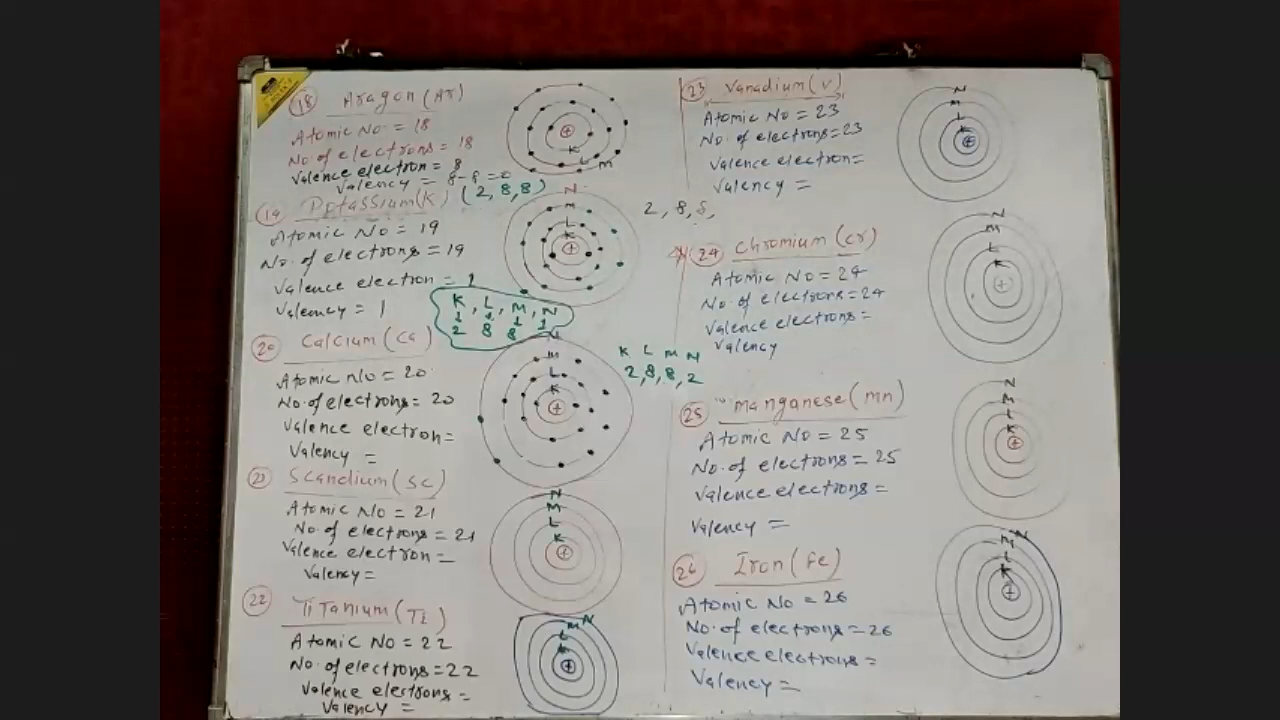 18 Aragon (Ar)
Atomic No = 18
No of electrons = 18
Valence electron = 8
Valency = 8-8 = 0
(2, 8, 8)
K
L
M
19 Potassium (K)
Atomic No = 19
No. of electrons = 19
Valence electron = 1
Valency = 1
N
M
L
K
K, L, M, N
2 8 8 1
20 Calcium (Ca)
Atomic No = 20
No. of electrons = 20
Valence electron =
Valency =
N
M
L
K
K L M N
2, 8, 8, 2
21 Scandium (Sc)
Atomic No = 21
No. of electrons = 21
Valence electron =
Valency =
N
M
L
K
22 TiTanium (Ti)
Atomic No = 22
No. of electrons = 22
Valence electrons =
Valency =
N
M
L
K
2, 8, 8,
23 Vanadium (V)
Atomic No = 23
No. of electrons = 23
Valence electron =
Valency =
N
M
L
K
24 Chromium (Cr)
Atomic No = 24
No. of electrons = 24
Valence electrons =
Valency
N
M
L
K
25 Manganese (mn)
Atomic No = 25
No. of electrons = 25
Valence electrons =
Valency =
N
M
L
K
26 Iron (Fe)
Atomic No = 26
No. of electrons = 26
Valence electrons =
Valency =
N
M
L
K